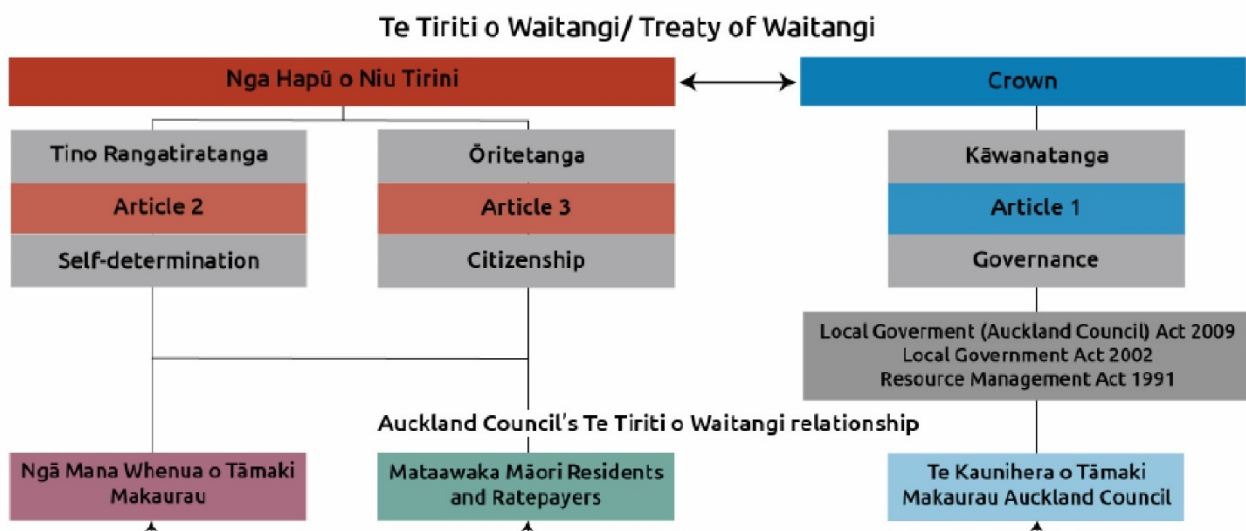 Te Tiriti o Waitangi/ Treaty of Waitangi
Nga Hapū o Niu Tirini
Crown
Tino Rangatiratanga
Ōritetanga
Kāwanatanga
Article 2
Article 3
Article 1
Self-determination
Citizenship
Governance
Local Goverment (Auckland Council) Act 2009
Local Government Act 2002
Resource Management Act 1991
Auckland Council's Te Tiriti o Waitangi relationship
Ngā Mana Whenua o Tāmaki
Makaurau
Mataawaka Māori Residents
and Ratepayers
Te Kaunihera o Tāmaki
Makaurau Auckland Council